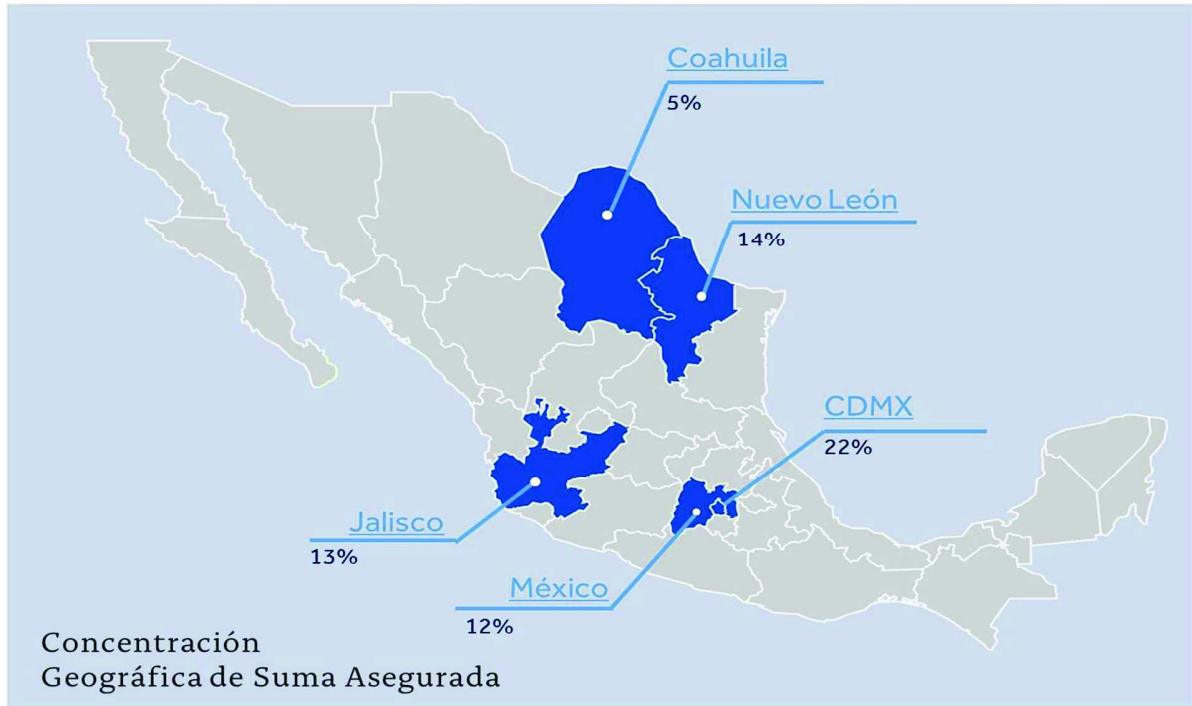 Coahuila
5%
Nuevo León
14%
CDMX
22%
Jalisco
13%
México
12%
Concentración
Geográfica de Suma Asegurada